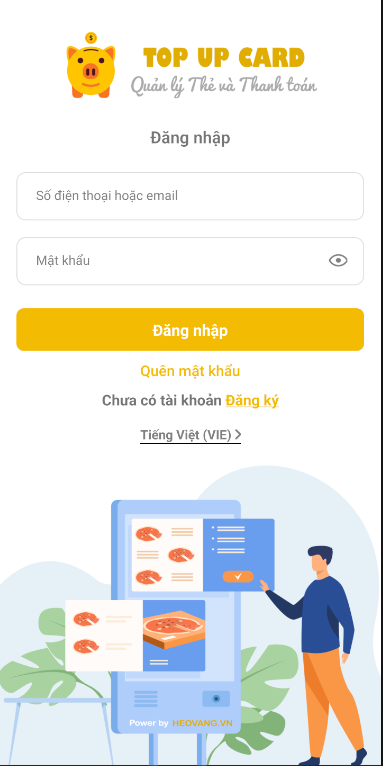 TOP UP CARD
Quản lý Thẻ và Thanh toán
Đăng nhập
Số điện thoại hoặc email
Mật khẩu
Đăng nhập
Quên mật khẩu
Chưa có tài khoản Đăng ký
Tiếng Việt (VIE)
Power by HEOVANG.VN